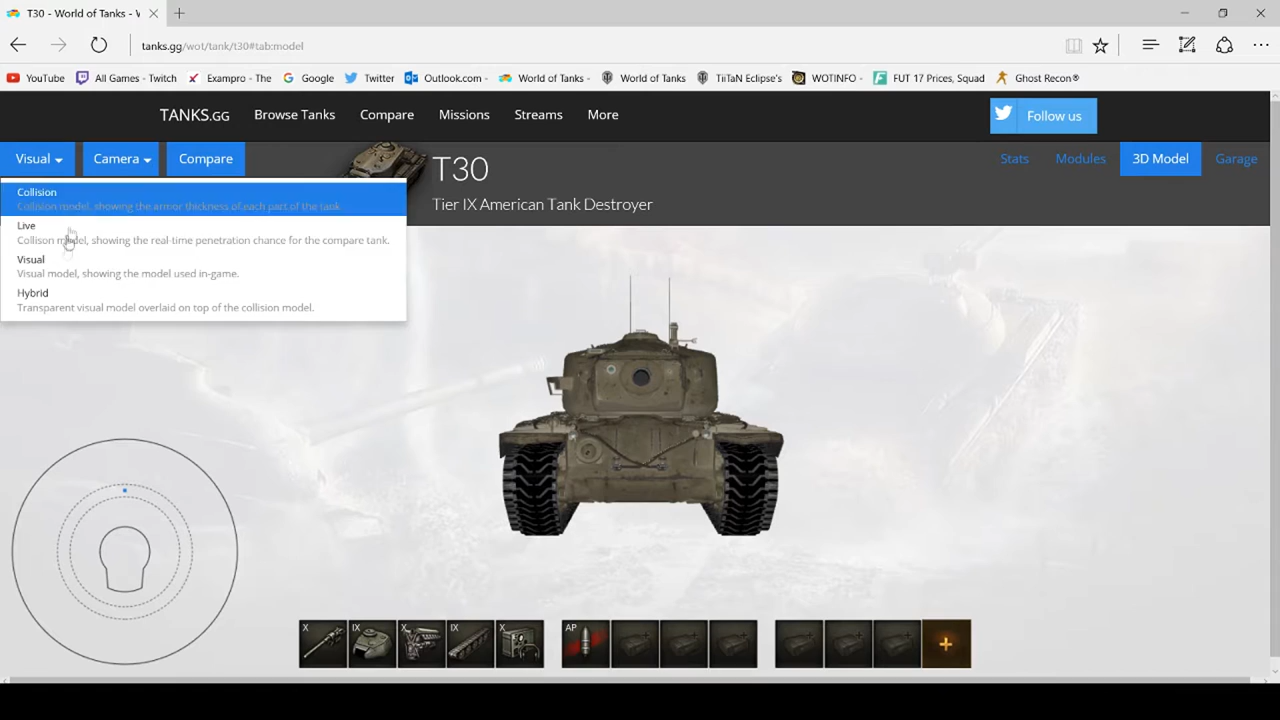 T30 - World of Tanks - V
tanks.gg/wot/tank/t30#tab:model
YouTube All Games - Twitch Exampro - The Google Twitter Outlook.com - World of Tanks - World of Tanks TiiTaN Eclipse's WOTINFO - FUT 17 Prices, Squad Ghost Recon®
TANKS.GG Browse Tanks Compare Missions Streams More Follow us
Visual Camera Compare T30 Stats Modules 3D Model Garage
Tier IX American Tank Destroyer
Collision
Collision model, showing the armor thickness of each part of the tank.
Live
Collison model, showing the real-time penetration chance for the compare tank.
Visual
Visual model, showing the model used in-game.
Hybrid
Transparent visual model overlaid on top of the collision model.
X IX X IX X AP